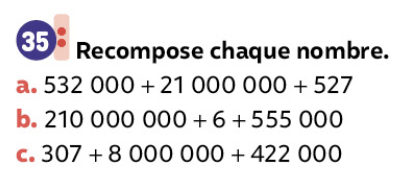 35 Recompose chaque nombre.
a. 532 000 + 21 000 000 + 527
b. 210 000 000 + 6 + 555 000
c. 307 + 8 000 000 + 422 000